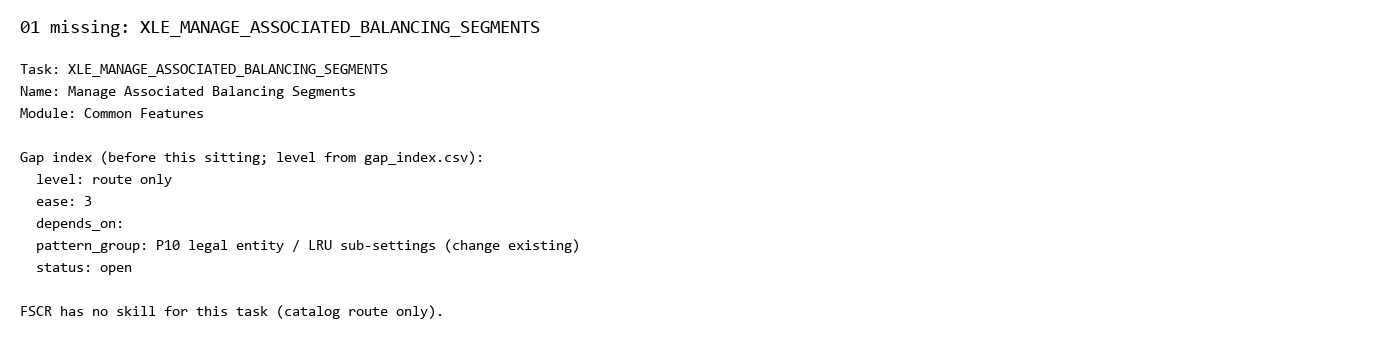 01 missing: XLE_MANAGE_ASSOCIATED_BALANCING_SEGMENTS
Task: XLE_MANAGE_ASSOCIATED_BALANCING_SEGMENTS
Name: Manage Associated Balancing Segments
Module: Common Features
Gap index (before this sitting; level from gap_index.csv):
level: route only
ease: 3
depends_on:
pattern_group: P10 legal entity / LRU sub-settings (change existing)
status: open
FSCR has no skill for this task (catalog route only).